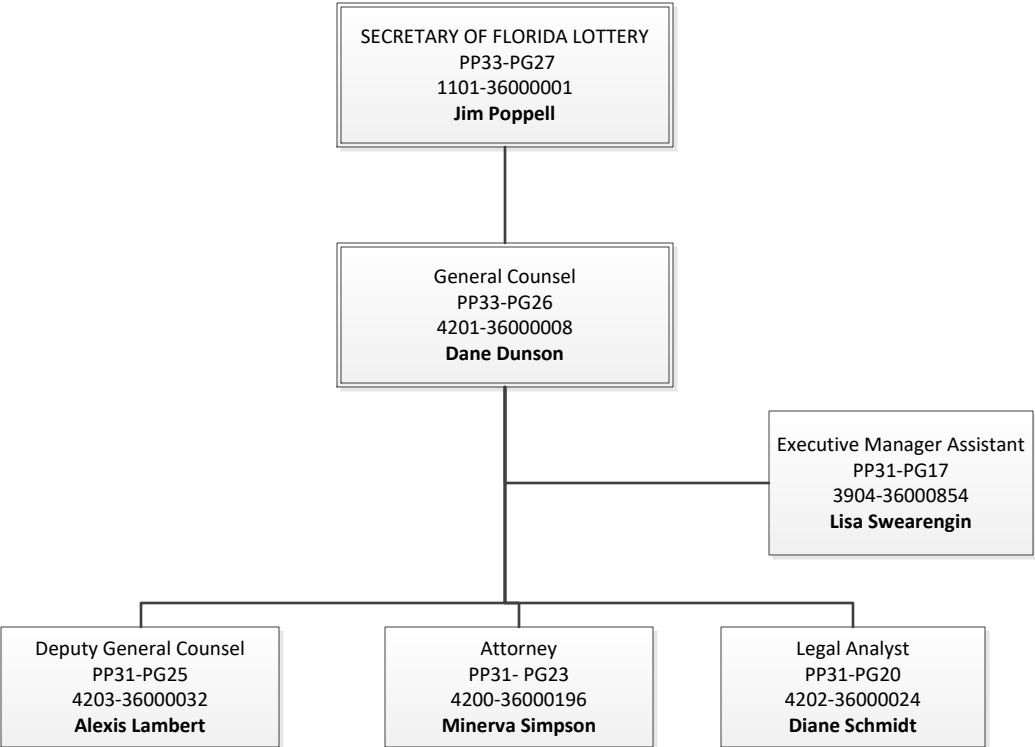 SECRETARY OF FLORIDA LOTTERY
PP33-PG27
1101-36000001
Jim Poppell
General Counsel
PP33-PG26
4201-36000008
Dane Dunson
Executive Manager Assistant
PP31-PG17
3904-36000854
Lisa Swearengin
Deputy General Counsel
PP31-PG25
4203-36000032
Alexis Lambert
Attorney
PP31- PG23
4200-36000196
Minerva Simpson
Legal Analyst
PP31-PG20
4202-36000024
Diane Schmidt